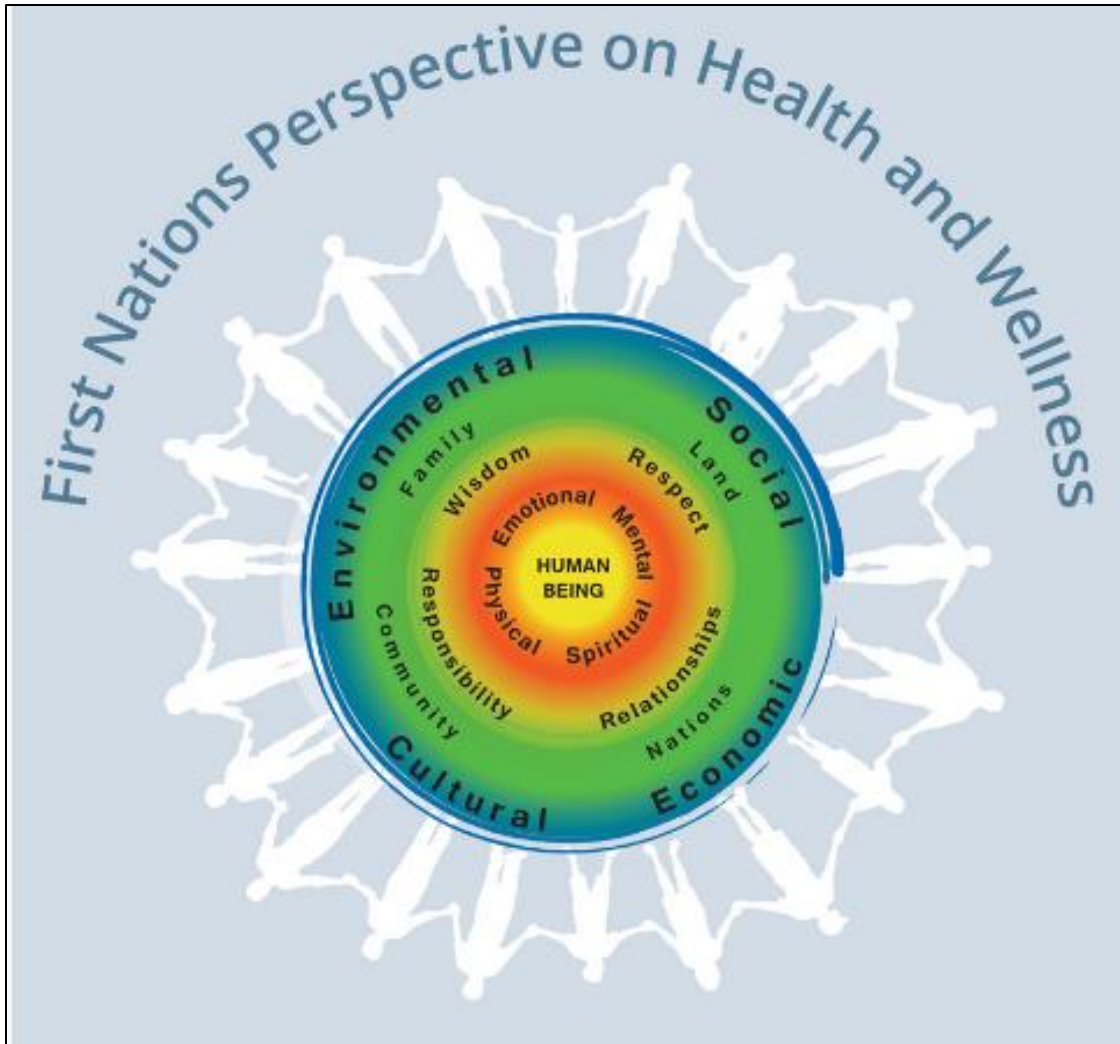 First Nations Perspective on Health and Wellness
Environmental
Social
Economic
Cultural
Family
Land
Nations
Community
Wisdom
Respect
Relationships
Responsibility
Emotional
Mental
Spiritual
Physical
HUMAN
BEING